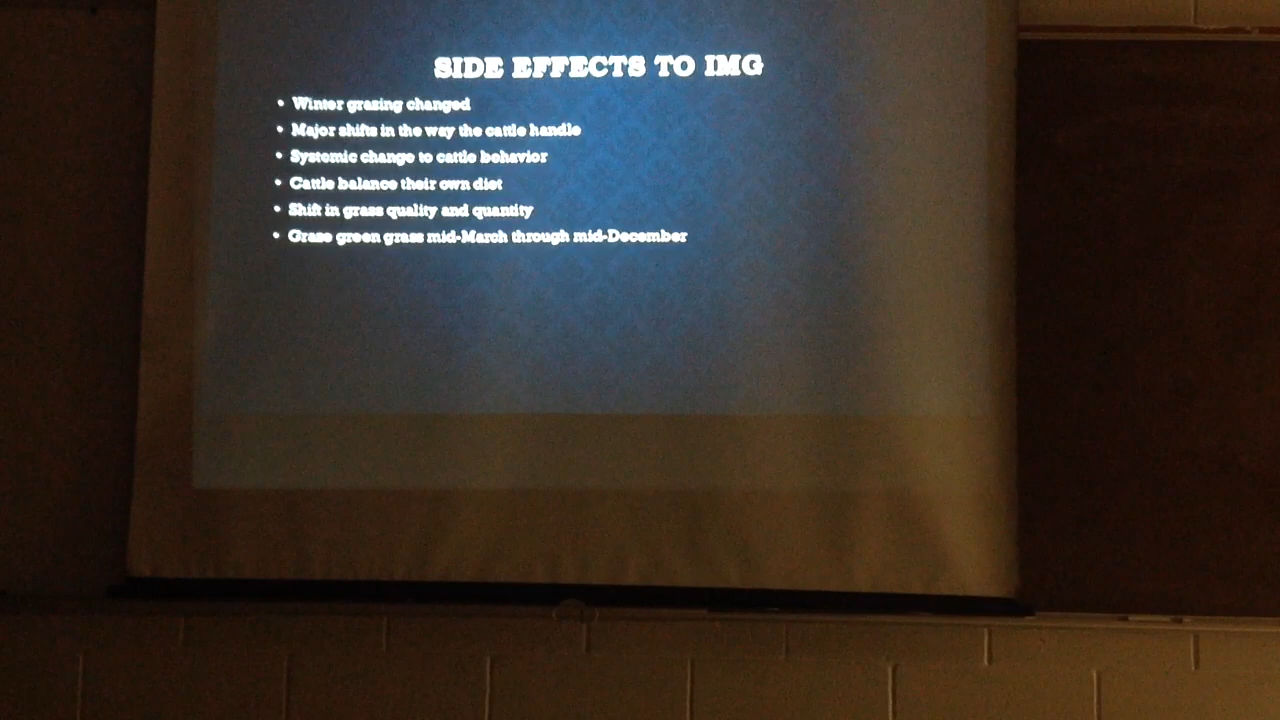 SIDE EFFECTS TO IMG
• Winter grazing changed
• Major shifts in the way the cattle handle
• Systemic change to cattle behavior
• Cattle balance their own diet
• Shift in grass quality and quantity
• Graze green grass mid-March through mid-December